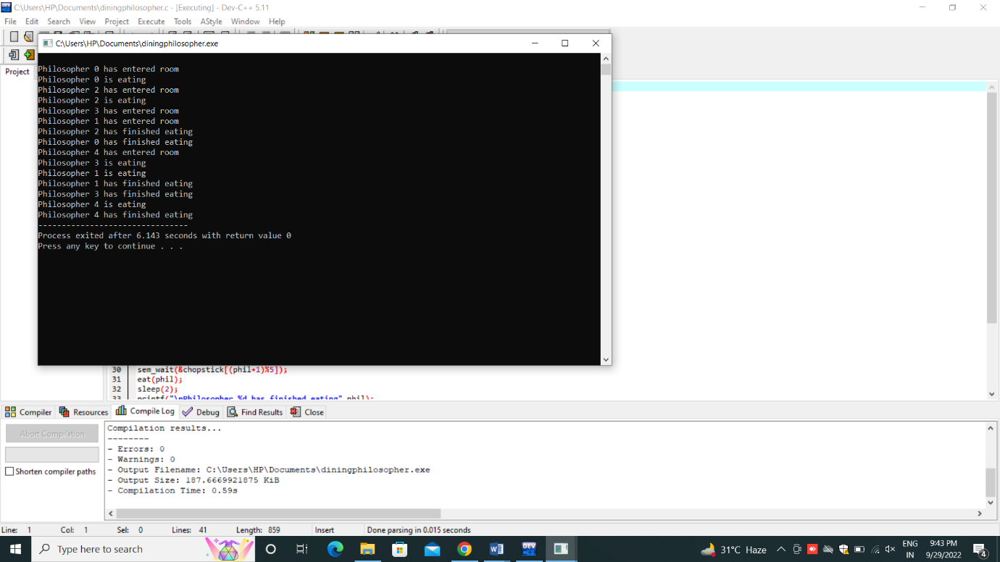 C:\Users\HP\Documents\diningphilosopher.c - [Executing] - Dev-C++ 5.11
File Edit Search View Project Execute Tools AStyle Window Help
C:\Users\HP\Documents\diningphilosopher.exe
Project
Philosopher 0 has entered room
Philosopher 0 is eating
Philosopher 2 has entered room
Philosopher 2 is eating
Philosopher 3 has entered room
Philosopher 1 has entered room
Philosopher 2 has finished eating
Philosopher 0 has finished eating
Philosopher 4 has entered room
Philosopher 3 is eating
Philosopher 1 is eating
Philosopher 1 has finished eating
Philosopher 3 has finished eating
Philosopher 4 is eating
Philosopher 4 has finished eating
--------------------------------
Process exited after 6.143 seconds with return value 0
Press any key to continue . . .
30 sem_wait(&chopstick[(phil+1)%5]);
31 eat(phil);
32 sleep(2);
33 printf("\nPhilosopher %d has finished eating",phil);
Compiler Resources Compile Log Debug Find Results Close
Abort Compilation
Shorten compiler paths
Compilation results...
--------
- Errors: 0
- Warnings: 0
- Output Filename: C:\Users\HP\Documents\diningphilosopher.exe
- Output Size: 187.6669921875 KiB
- Compilation Time: 0.59s
Line: 1 Col: 1 Sel: 0 Lines: 41 Length: 859 Insert Done parsing in 0.015 seconds
Type here to search
DEV
31°C Haze
ENG
IN
9:43 PM
9/29/2022
4